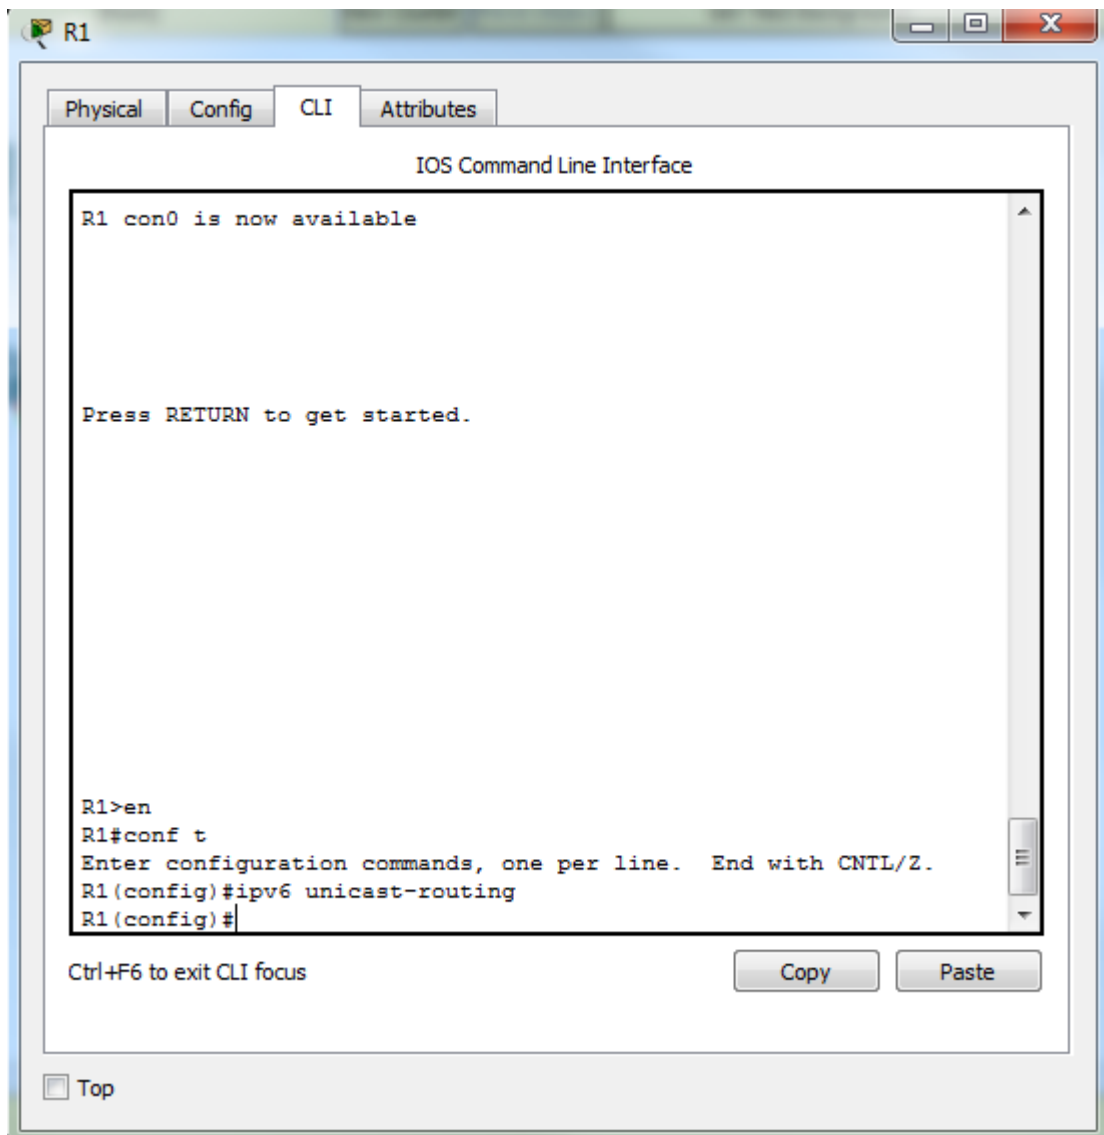 R1
Physical Config CLI Attributes
IOS Command Line Interface
R1 con0 is now available
Press RETURN to get started.
R1>en
R1#conf t
Enter configuration commands, one per line.  End with CNTL/Z.
R1(config)#ipv6 unicast-routing
R1(config)#
Ctrl+F6 to exit CLI focus
Copy Paste
Top